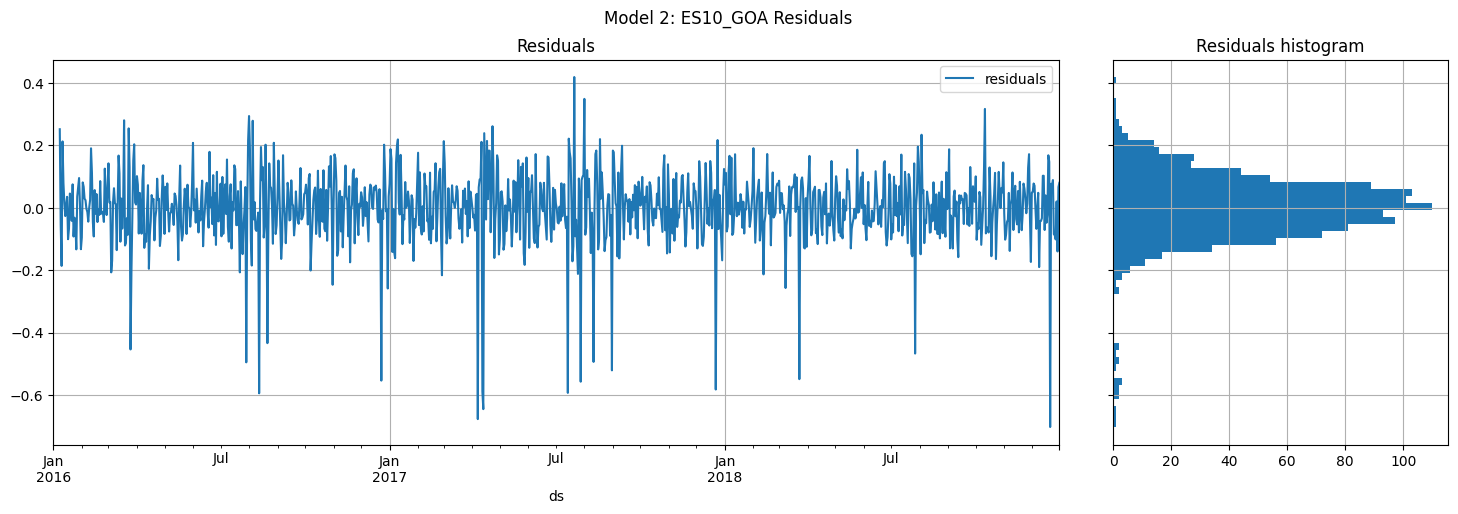 Model 2: ES10_GOA Residuals
Residuals
residuals
0.4
0.2
0.0
−0.2
−0.4
−0.6
Jan
2016
Jul
Jan
2017
Jul
Jan
2018
Jul
ds
Residuals histogram
0 20 40 60 80 100